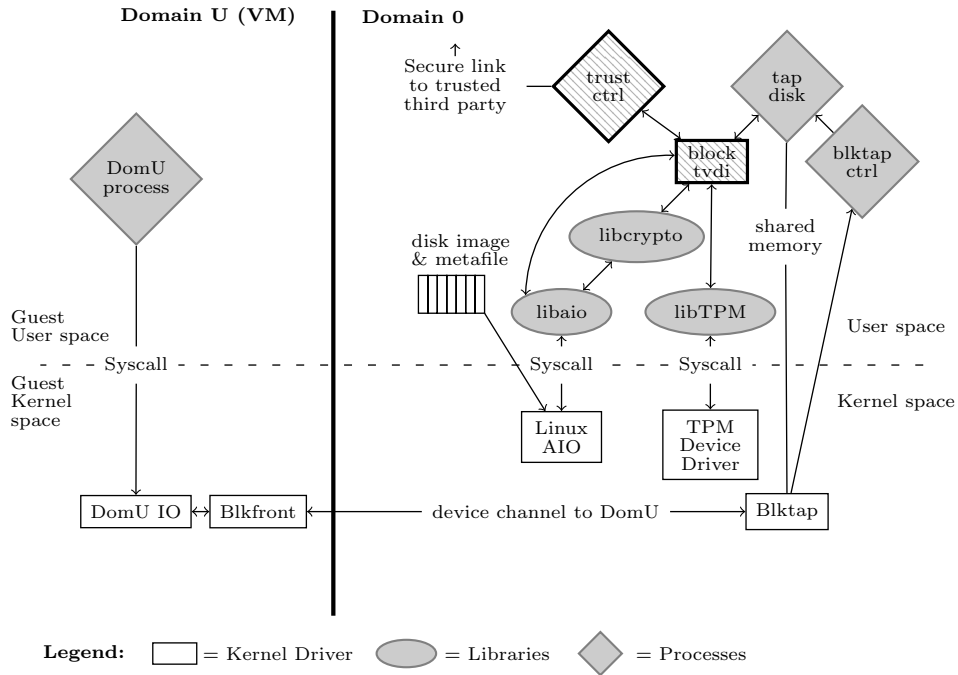 Domain U (VM)
Domain 0
Secure link
to trusted
third party
trust
ctrl
tap
disk
DomU
process
block
tvdi
blktap
ctrl
libcrypto
shared
memory
disk image
& metafile
libaio
libTPM
Guest
User space
User space
Syscall
Syscall
Syscall
Guest
Kernel
space
Kernel space
Linux
AIO
TPM
Device
Driver
DomU IO
Blkfront
device channel to DomU
Blktap
Legend:
= Kernel Driver
= Libraries
= Processes